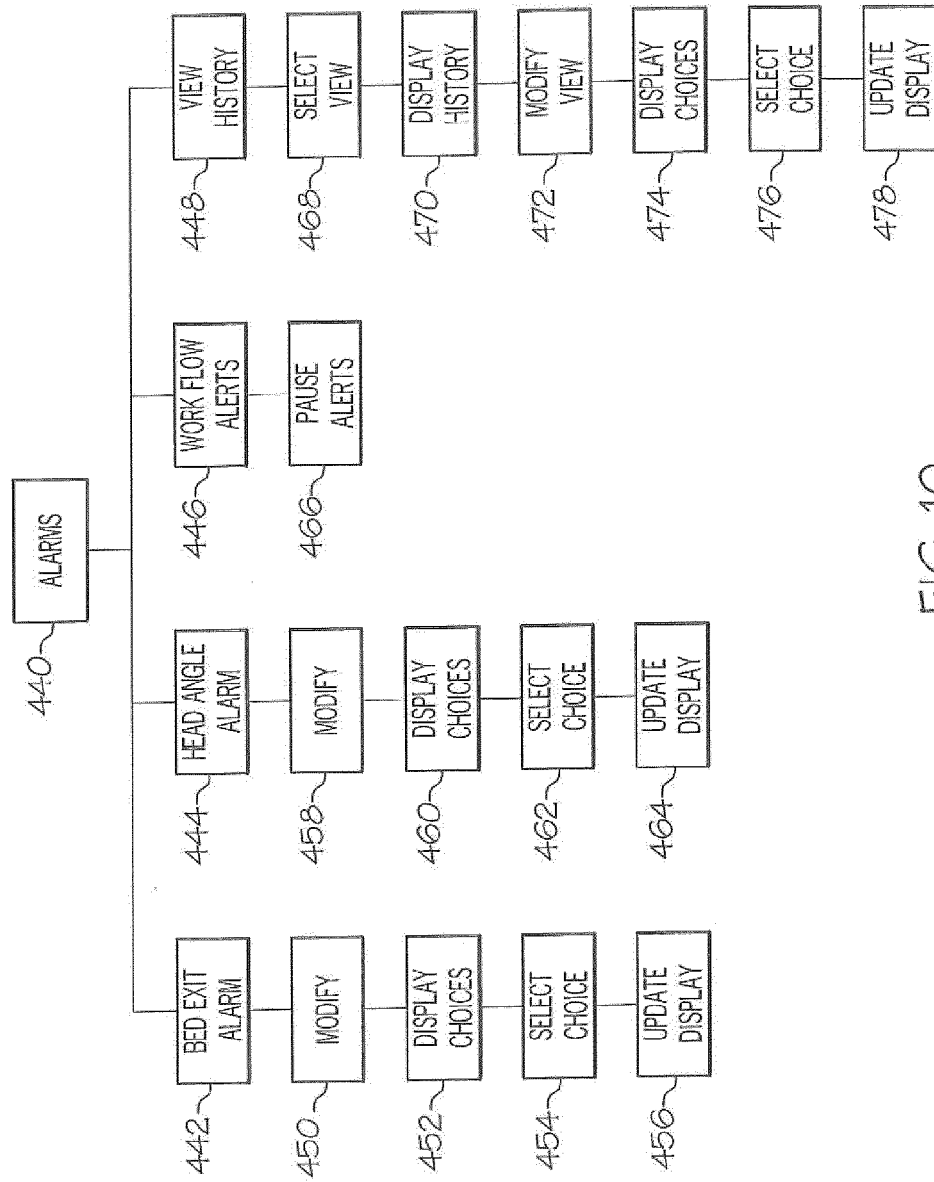 440
ALARMS
442
BED EXIT
ALARM
450
MODIFY
452
DISPLAY
CHOICES
454
SELECT
CHOICE
456
UPDATE
DISPLAY
444
HEAD ANGLE
ALARM
458
MODIFY
460
DISPLAY
CHOICES
462
SELECT
CHOICE
464
UPDATE
DISPLAY
446
WORK FLOW
ALERTS
466
PAUSE
ALERTS
448
VIEW
HISTORY
468
SELECT
VIEW
470
DISPLAY
HISTORY
472
MODIFY
VIEW
474
DISPLAY
CHOICES
476
SELECT
CHOICE
478
UPDATE
DISPLAY
FIG.